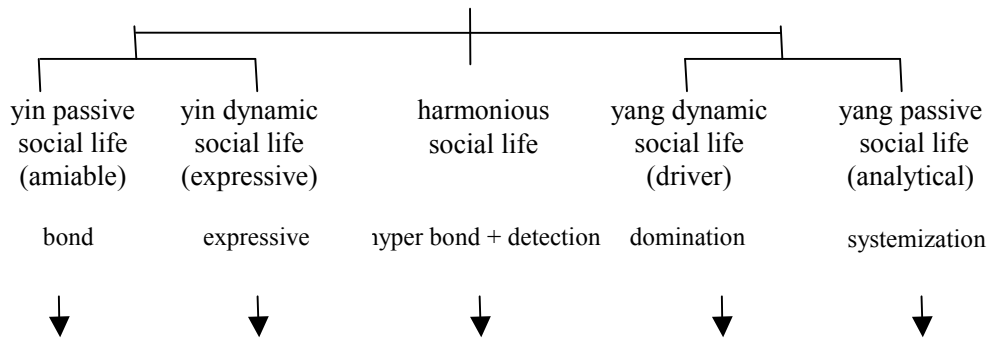 yin passive
social life
(amiable)
yin dynamic
social life
(expressive)
harmonious
social life
yang dynamic
social life
(driver)
yang passive
social life
(analytical)
bond
expressive
hyper bond + detection
domination
systemization